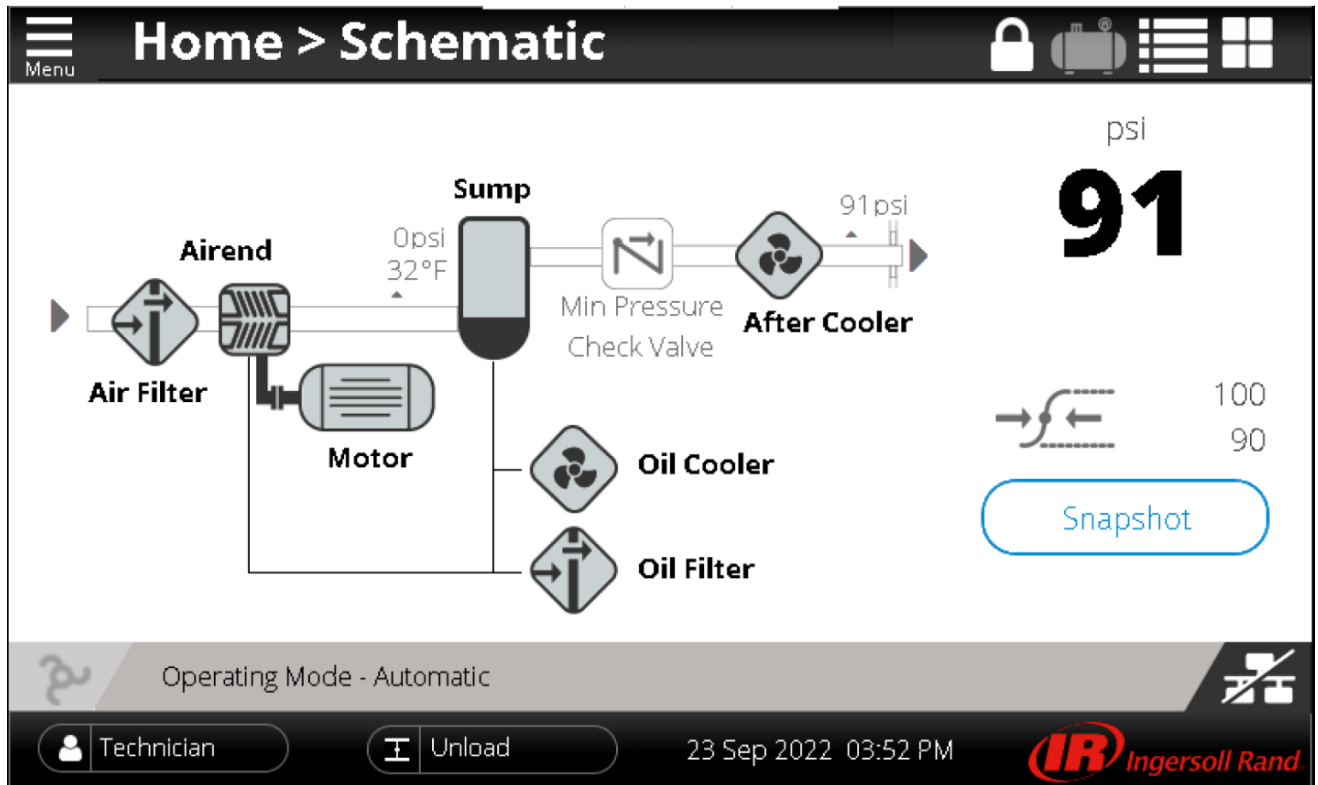 Menu
Home > Schematic
psi
91
Sump
91psi
Airend
0psi
32°F
Min Pressure
Check Valve
After Cooler
Air Filter
Motor
100
90
Oil Cooler
Snapshot
Oil Filter
Operating Mode - Automatic
Technician
Unload
23 Sep 2022 03:52 PM
IR Ingersoll Rand